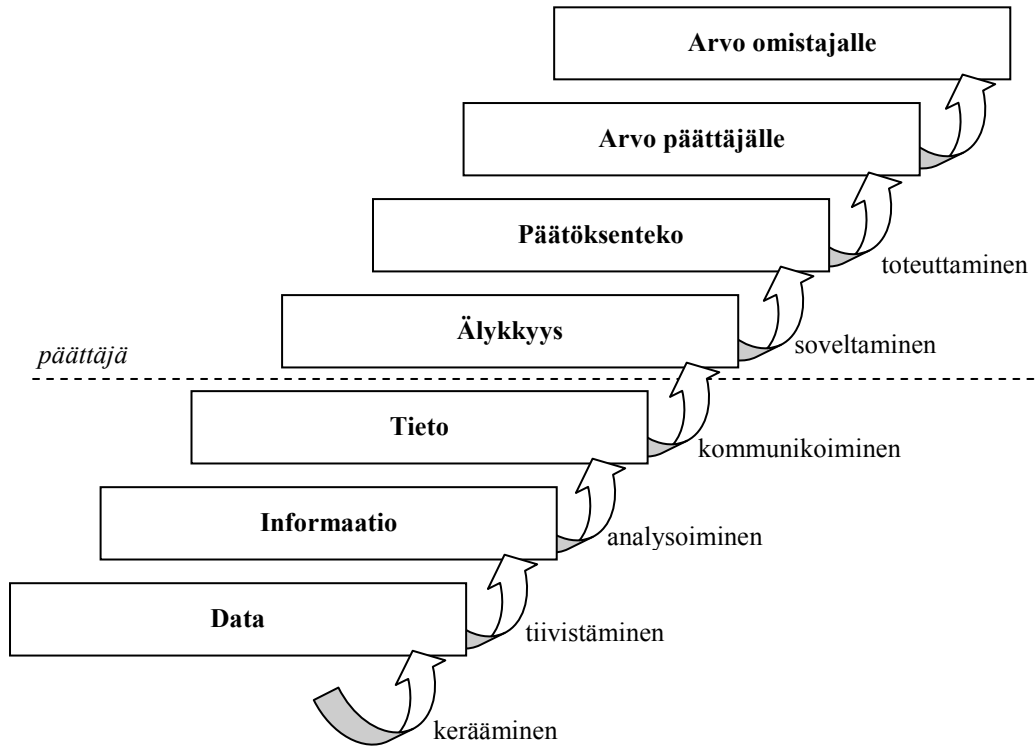 Arvo omistajalle
Arvo päättäjälle
Päätöksenteko
toteuttaminen
Älykkyys
soveltaminen
päättäjä
Tieto
kommunikoiminen
Informaatio
analysoiminen
Data
tiivistäminen
kerääminen